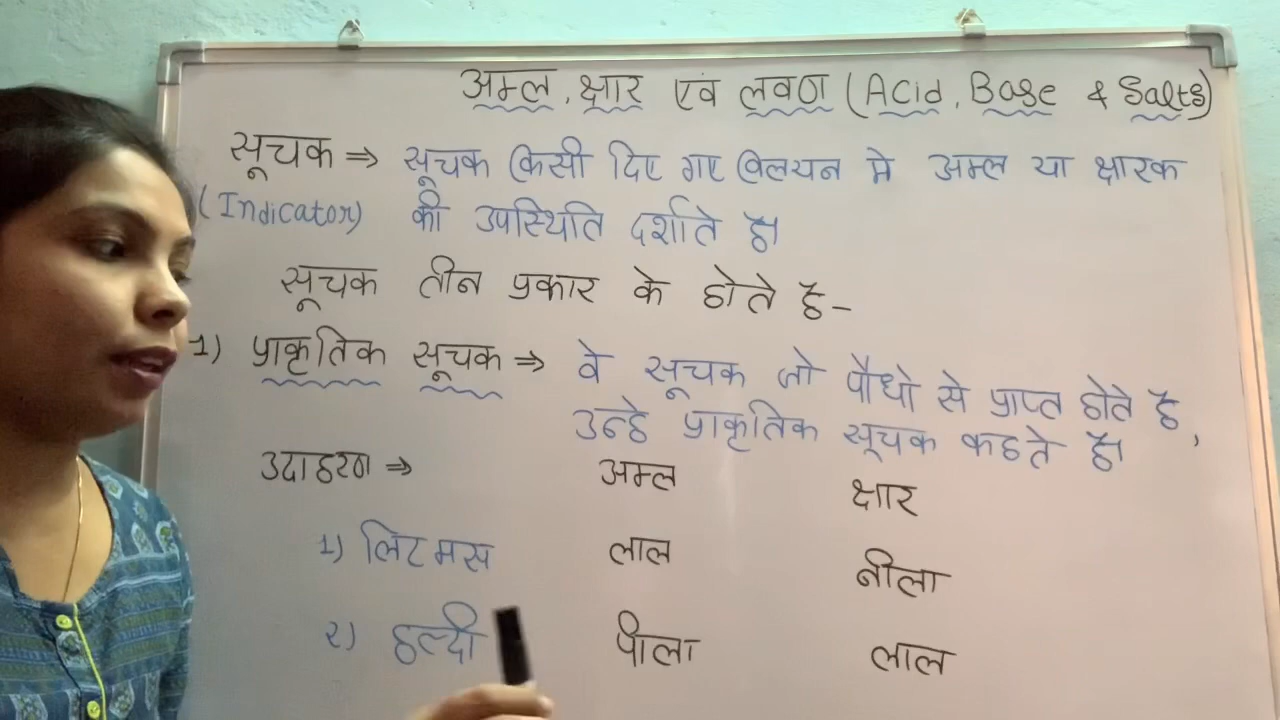 अम्ल, क्षार एवं लवण (Acid, Base & Salts)
सूचक ⇒ सूचक किसी दिए गए विलयन मे अम्ल या क्षारक
(Indicator) की उपस्थिति दर्शाते है।
सूचक तीन प्रकार के होते है-
1) प्राकृतिक सूचक ⇒ वे सूचक जो पौधो से प्राप्त होते है,
उन्हे प्राकृतिक सूचक कहते है।
उदाहरण ⇒ अम्ल क्षार
1) लिटमस लाल नीला
2) हल्दी पीला लाल